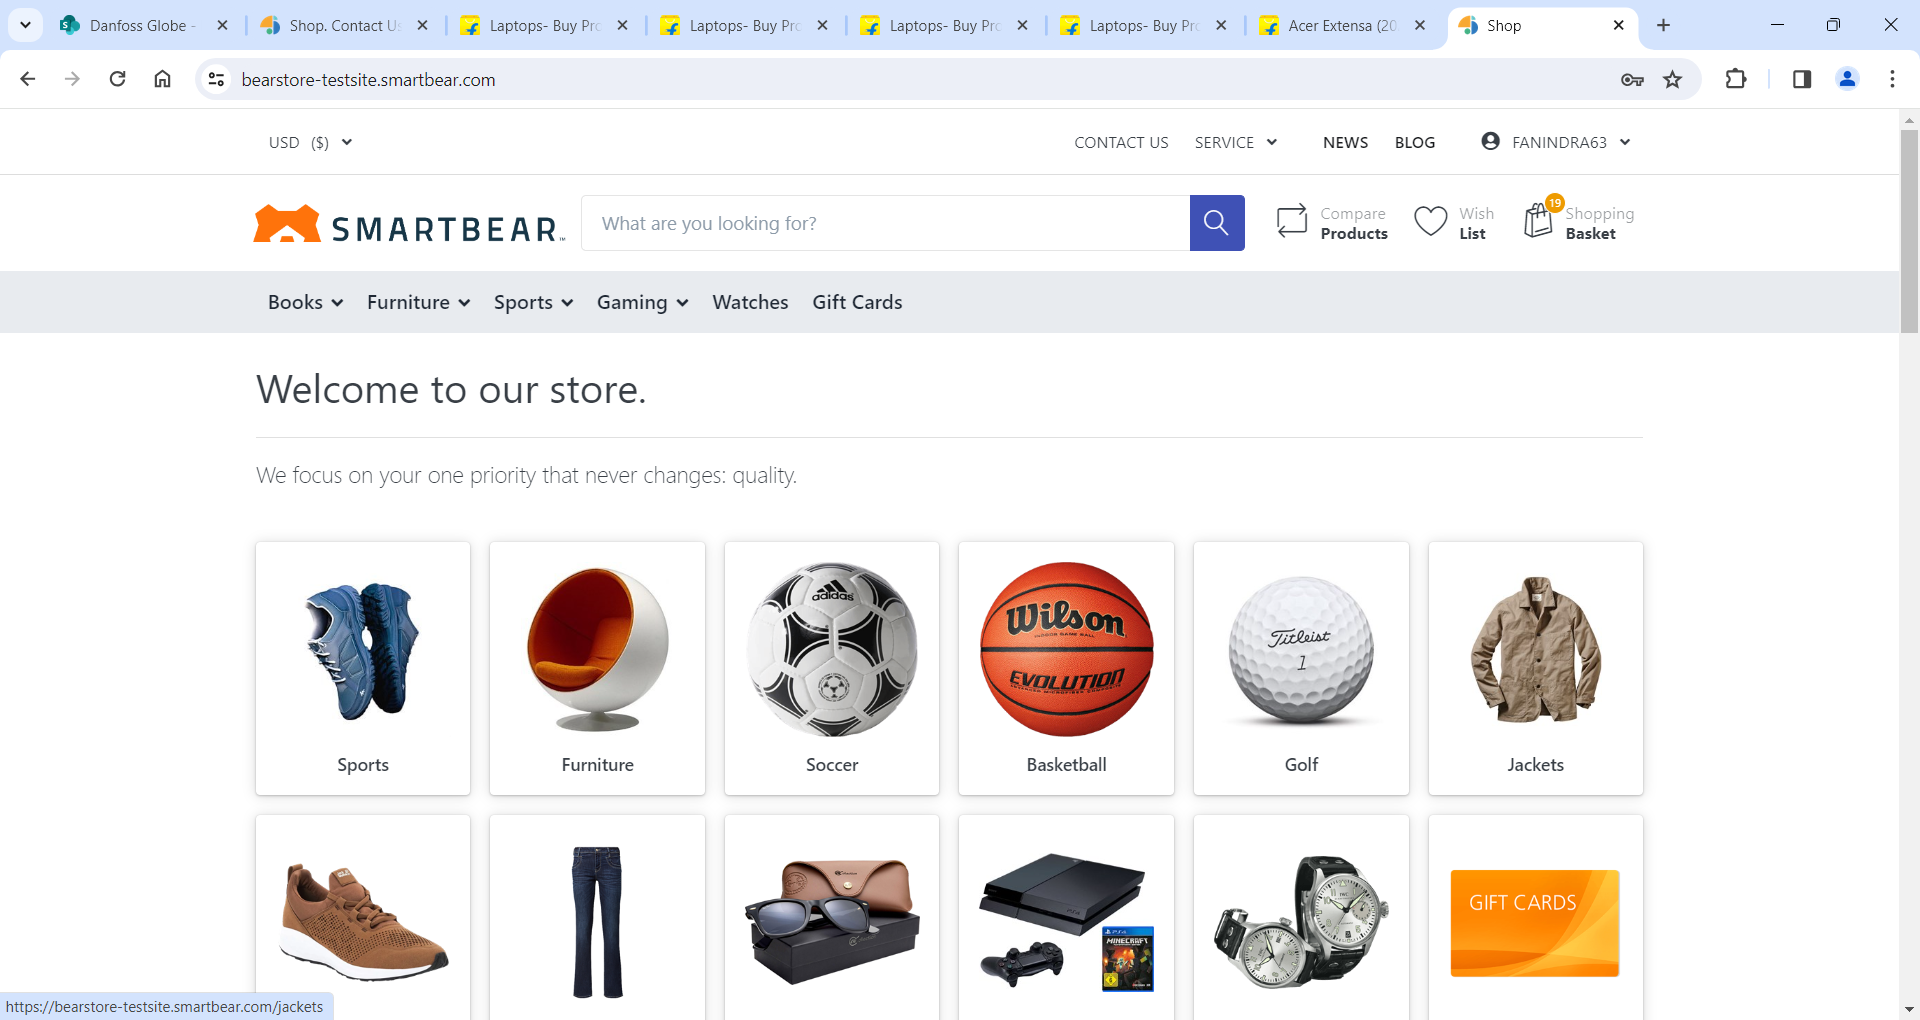 Danfoss Globe -
Shop. Contact Us
Laptops- Buy Pro
Laptops- Buy Pro
Laptops- Buy Pro
Laptops- Buy Pro
Acer Extensa (20
Shop
bearstore-testsite.smartbear.com
USD ($)
CONTACT US
SERVICE
NEWS
BLOG
FANINDRA63
SMARTBEAR
What are you looking for?
Compare
Products
Wish
List
19
Shopping
Basket
Books
Furniture
Sports
Gaming
Watches
Gift Cards
Welcome to our store.
We focus on your one priority that never changes: quality.
adidas
Wilson
EVOLUTION
Titleist
1
Sports
Furniture
Soccer
Basketball
Golf
Jackets
MINECRAFT
GIFT CARDS
https://bearstore-testsite.smartbear.com/jackets